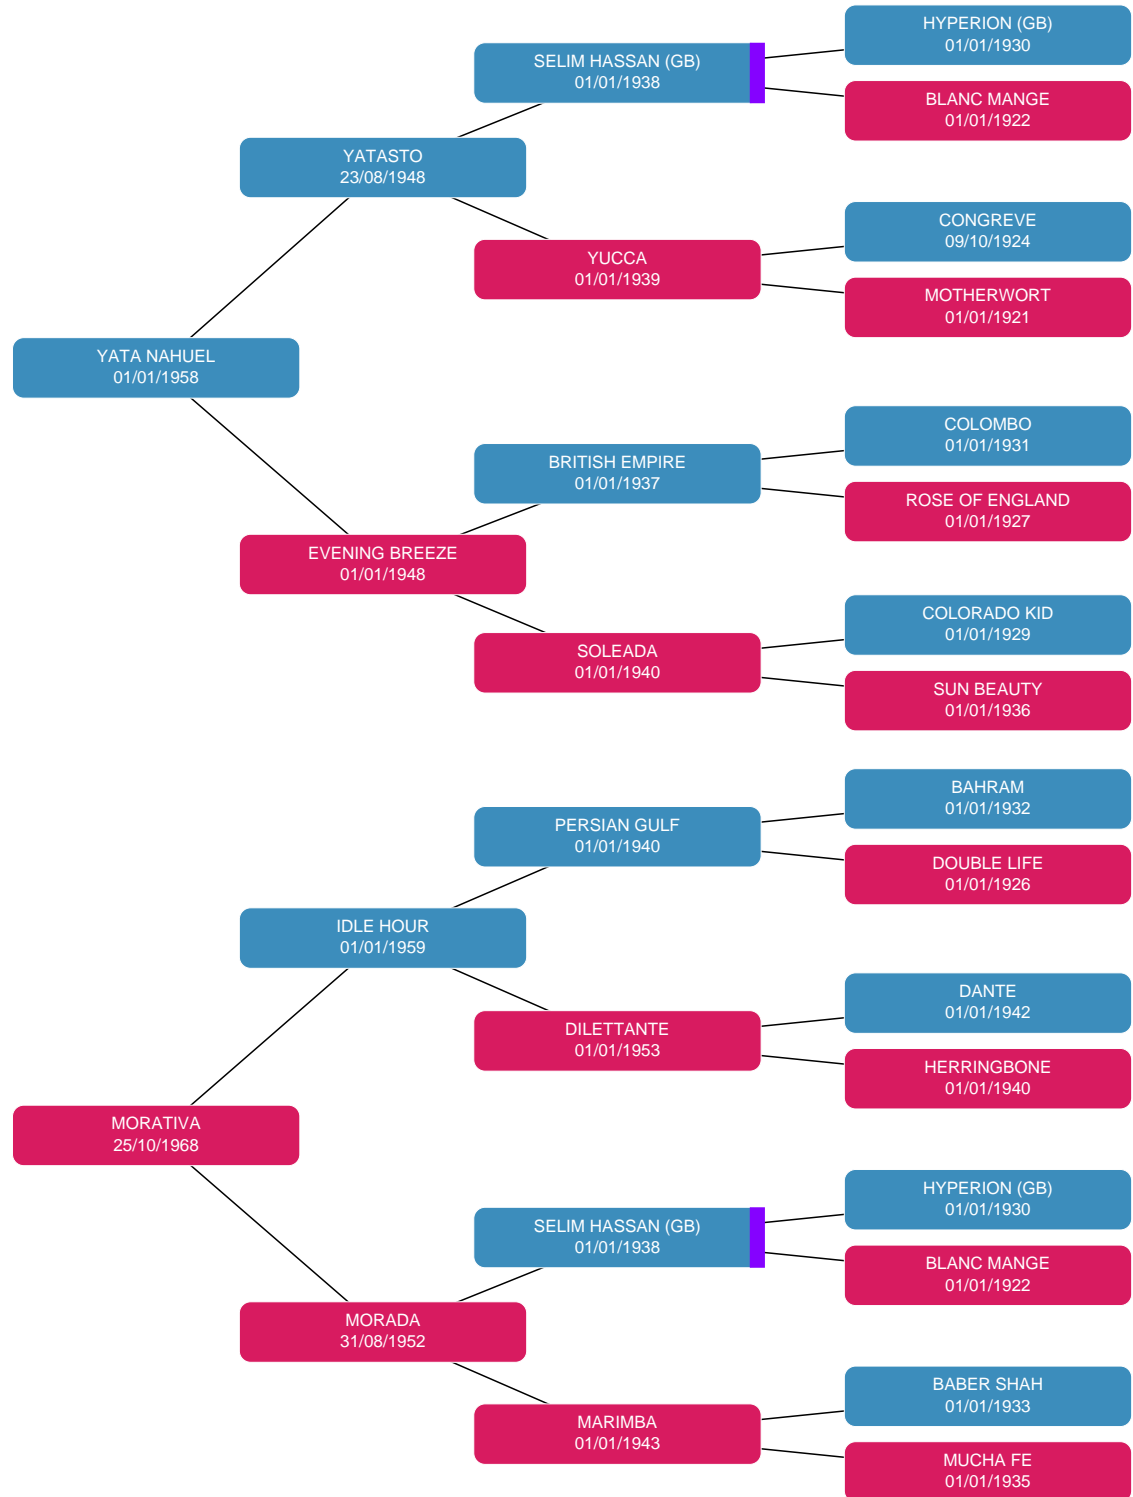 HYPERION (GB)
01/01/1930
SELIM HASSAN (GB)
01/01/1938
BLANC MANGE
01/01/1922
YATASTO
23/08/1948
CONGREVE
09/10/1924
YUCCA
01/01/1939
MOTHERWORT
01/01/1921
YATA NAHUEL
01/01/1958
COLOMBO
01/01/1931
BRITISH EMPIRE
01/01/1937
ROSE OF ENGLAND
01/01/1927
EVENING BREEZE
01/01/1948
COLORADO KID
01/01/1929
SOLEADA
01/01/1940
SUN BEAUTY
01/01/1936
BAHRAM
01/01/1932
PERSIAN GULF
01/01/1940
DOUBLE LIFE
01/01/1926
IDLE HOUR
01/01/1959
DANTE
01/01/1942
DILETTANTE
01/01/1953
HERRINGBONE
01/01/1940
MORATIVA
25/10/1968
HYPERION (GB)
01/01/1930
SELIM HASSAN (GB)
01/01/1938
BLANC MANGE
01/01/1922
MORADA
31/08/1952
BABER SHAH
01/01/1933
MARIMBA
01/01/1943
MUCHA FE
01/01/1935